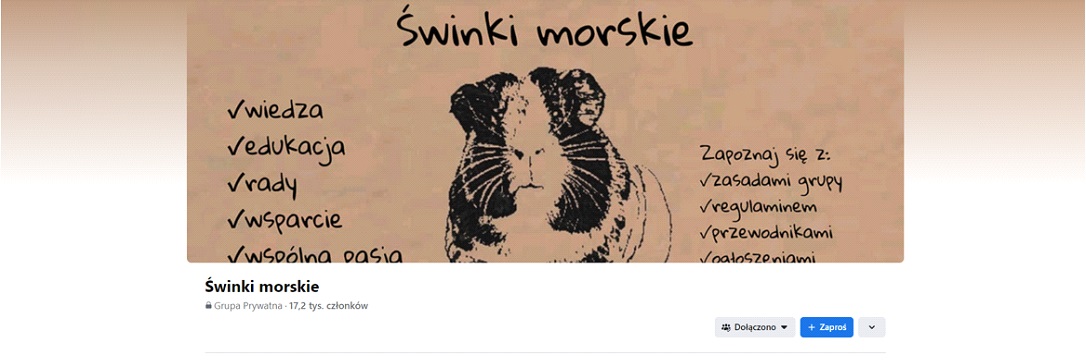 Świnki morskie
✓wiedza
✓edukacja
✓rady
✓wsparcie
✓wspólna pasja
Zapoznaj się z:
✓zasadami grupy
✓regulaminem
✓przewodnikami
✓ogłoszeniami
Świnki morskie
Grupa Prywatna · 17,2 tys. członków
Dołączono
+ Zaproś